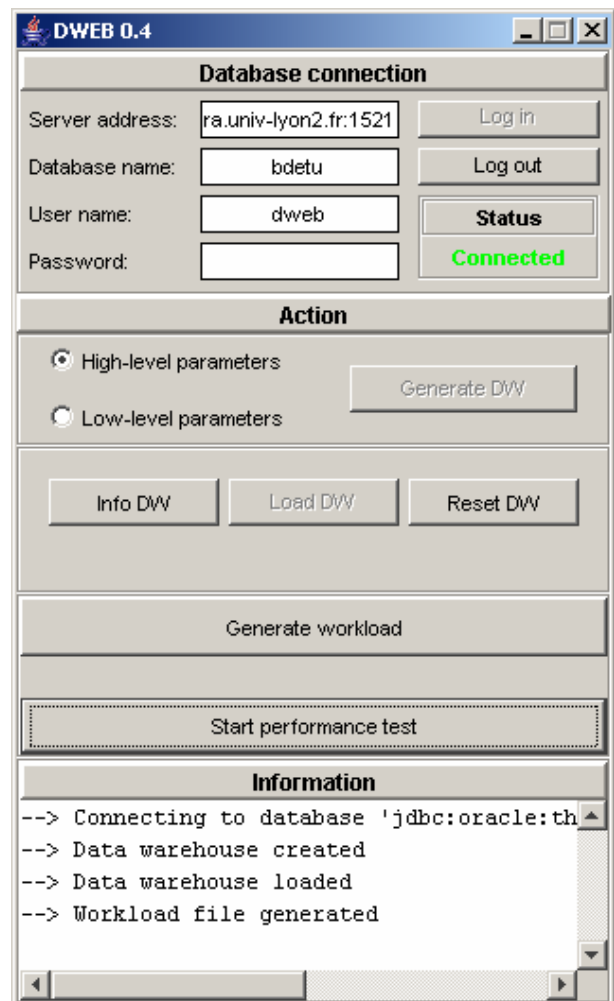 DWEB 0.4
Database connection
Server address: ra.univ-lyon2.fr:1521 Log in
Database name: bdetu Log out
User name: dweb Status
Password: Connected
Action
High-level parameters
Generate DW
Low-level parameters
Info DW Load DW Reset DW
Generate workload
Start performance test
Information
--> Connecting to database 'jdbc:oracle:th
--> Data warehouse created
--> Data warehouse loaded
--> Workload file generated